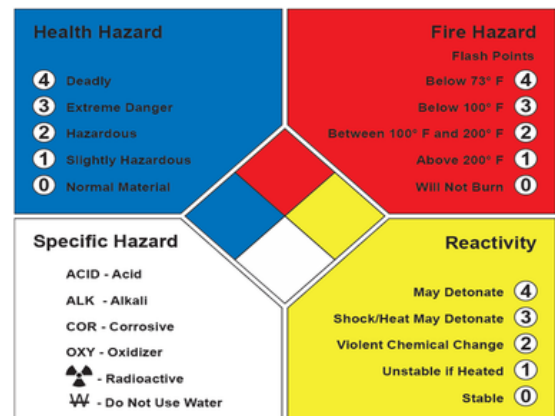 Health Hazard
4 Deadly
3 Extreme Danger
2 Hazardous
1 Slightly Hazardous
0 Normal Material
Fire Hazard
Flash Points
Below 73° F 4
Below 100° F 3
Between 100° F and 200° F 2
Above 200° F 1
Will Not Burn 0
Specific Hazard
ACID - Acid
ALK - Alkali
COR - Corrosive
OXY - Oxidizer
- Radioactive
W - Do Not Use Water
Reactivity
May Detonate 4
Shock/Heat May Detonate 3
Violent Chemical Change 2
Unstable if Heated 1
Stable 0